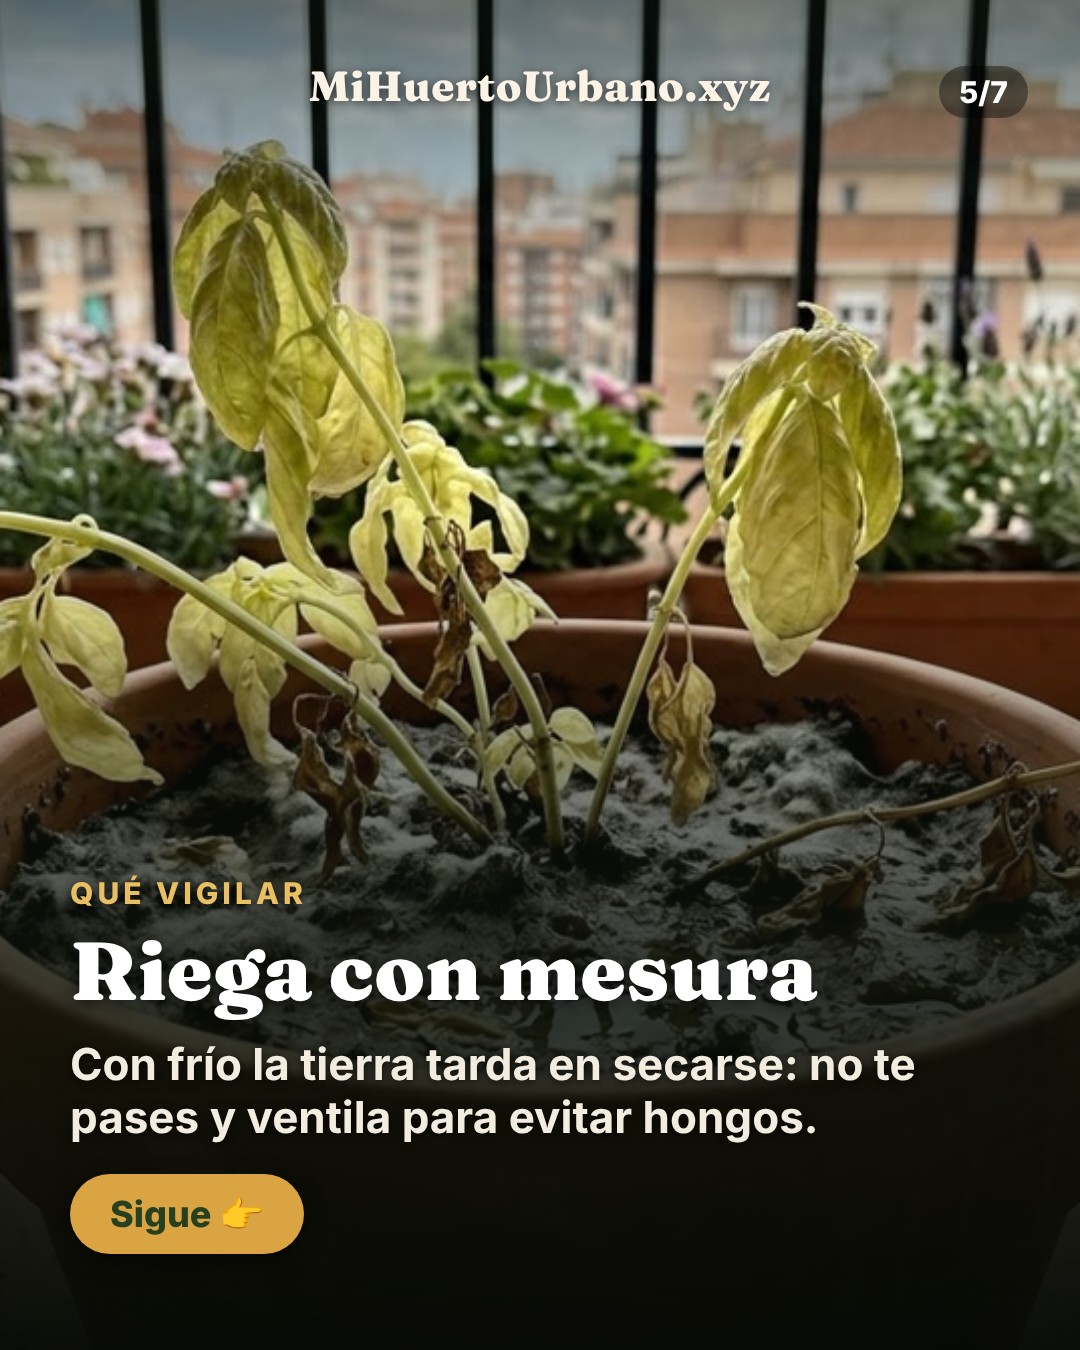 MiHuertoUrbano.xyz
5/7
QUÉ VIGILAR
Riega con mesura
Con frío la tierra tarda en secarse: no te
pases y ventila para evitar hongos.
Sigue 👉